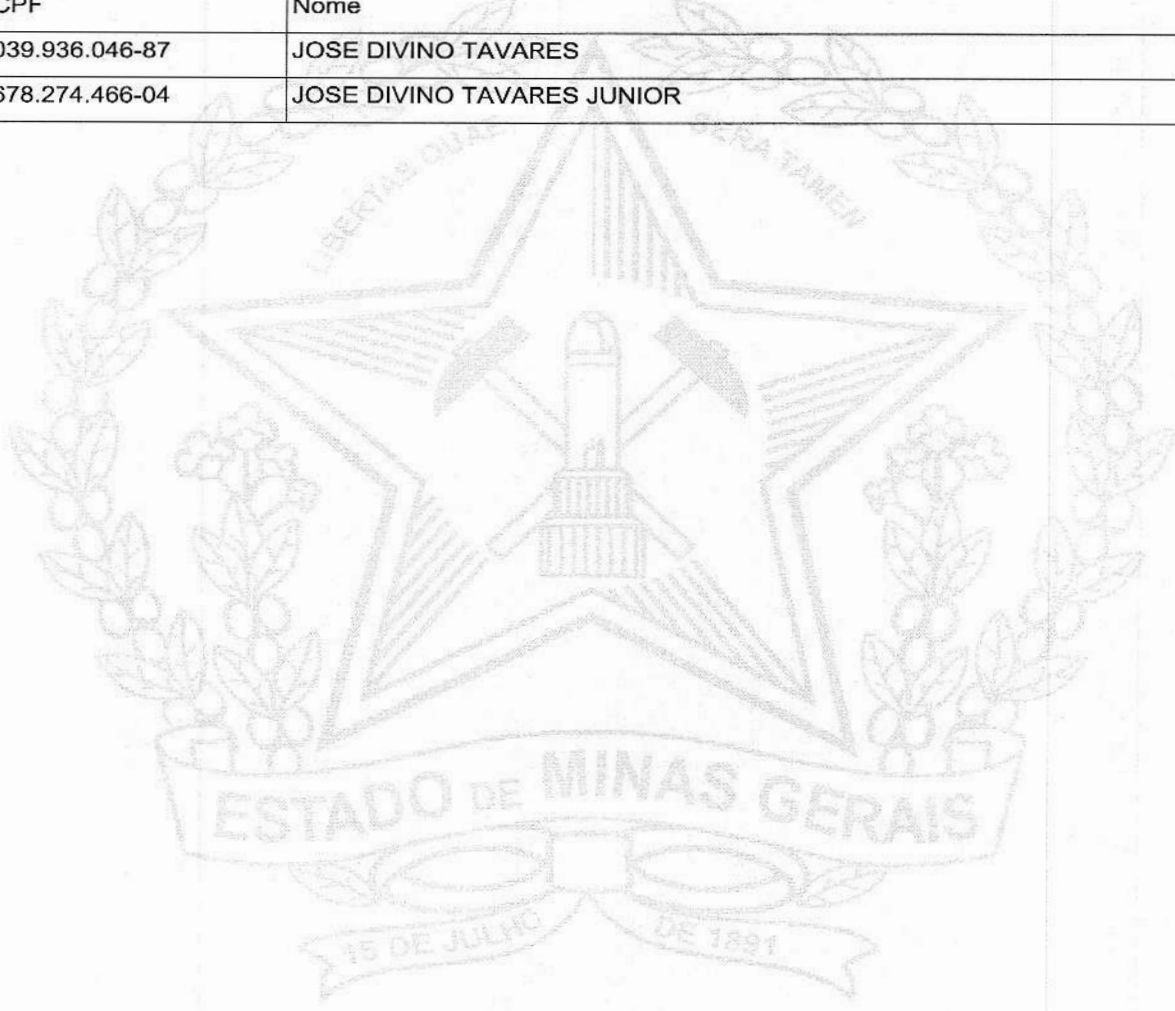 CPF Nome
039.936.046-87 JOSE DIVINO TAVARES
678.274.466-04 JOSE DIVINO TAVARES JUNIOR
LIBERTAS QUAE SERA TAMEN
ESTADO DE MINAS GERAIS
15 DE JULHO DE 1891